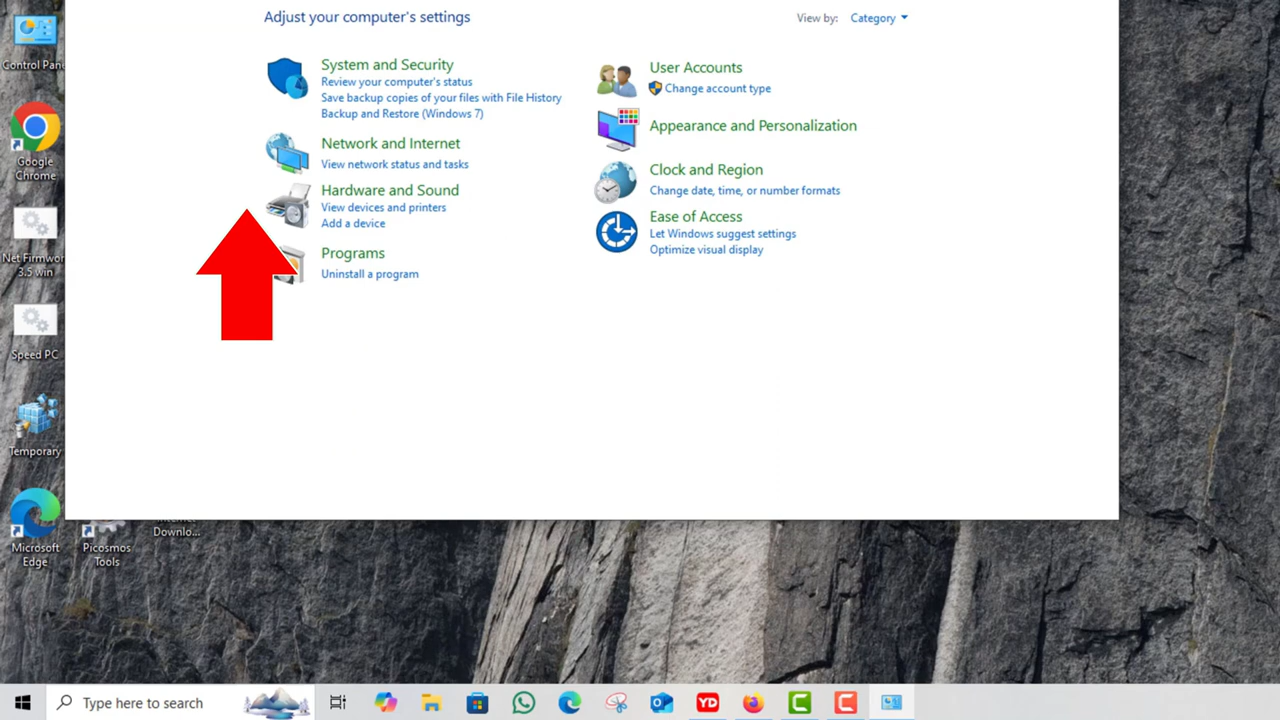 Adjust your computer's settings
View by: Category
System and Security
Review your computer's status
Save backup copies of your files with File History
Backup and Restore (Windows 7)
Network and Internet
View network status and tasks
Hardware and Sound
View devices and printers
Add a device
Programs
Uninstall a program
User Accounts
Change account type
Appearance and Personalization
Clock and Region
Change date, time, or number formats
Ease of Access
Let Windows suggest settings
Optimize visual display
Control
Google
Chrome
Net
3.5 win
Speed PC
Temporary
Microsoft
Edge
Picosmos
Tools
Downlo...
Type here to search
YD